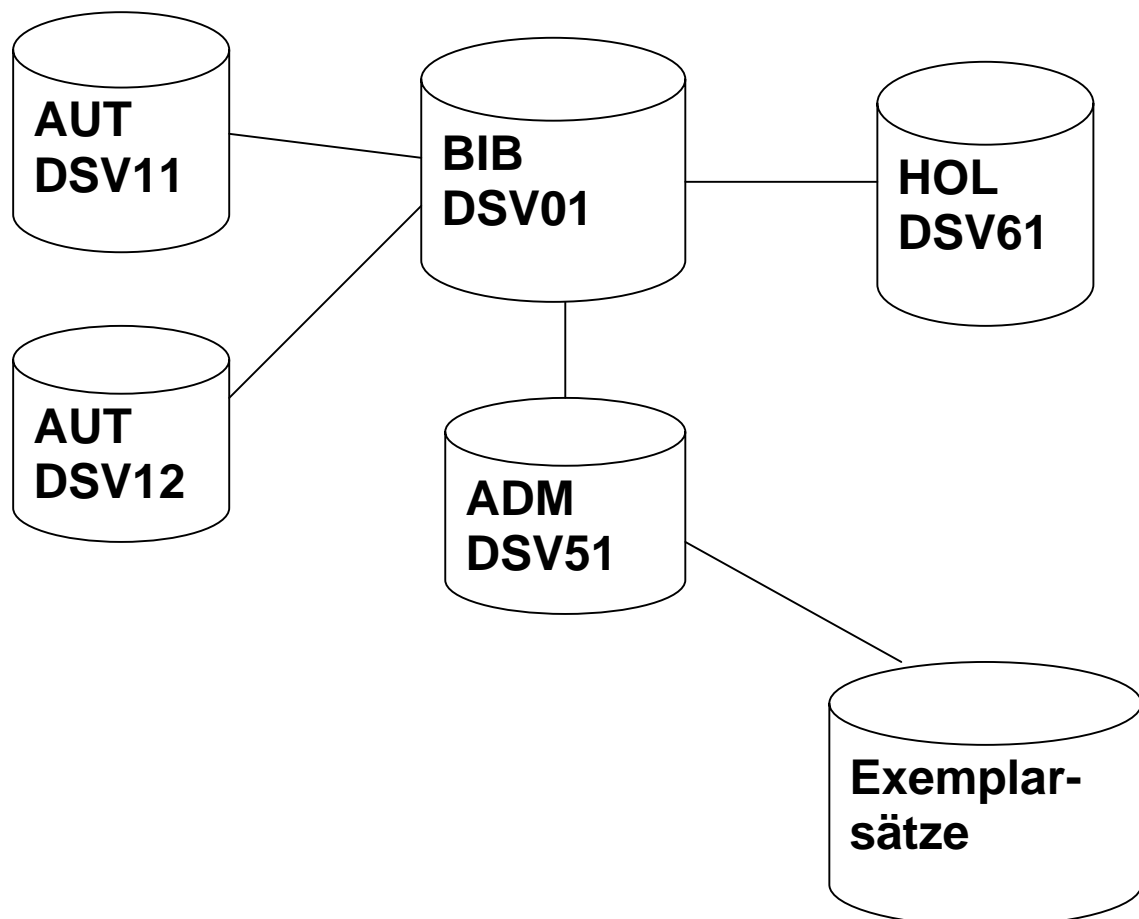 AUT
DSV11
BIB
DSV01
HOL
DSV61
AUT
DSV12
ADM
DSV51
Exemplar-
sätze